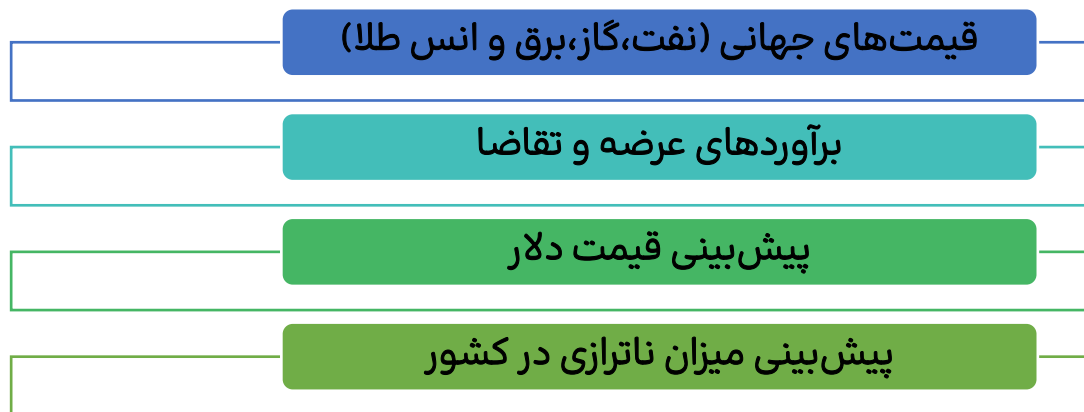 قیمت‌های جهانی (نفت،گاز،برق و انس طلا)
برآوردهای عرضه و تقاضا
پیش‌بینی قیمت دلار
پیش‌بینی میزان ناترازی در کشور